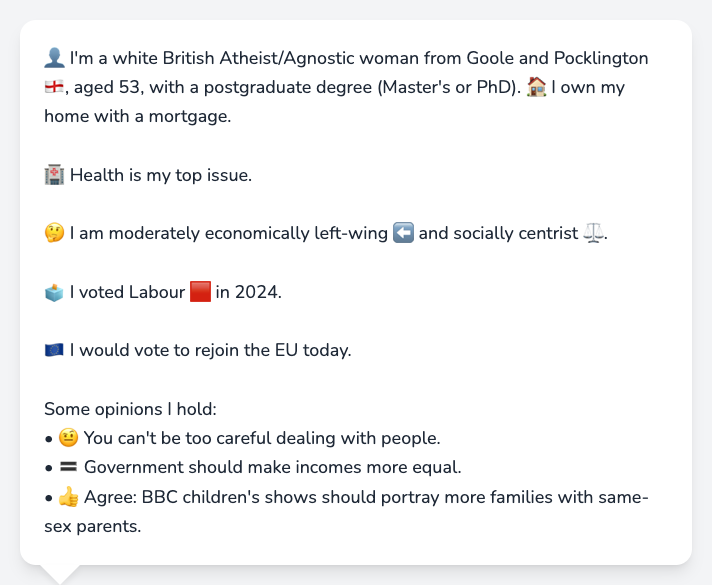 👤 I'm a white British Atheist/Agnostic woman from Goole and Pocklington
🏴󠁧󠁢󠁥󠁮󠁧󠁿, aged 53, with a postgraduate degree (Master's or PhD). 🏠 I own my
home with a mortgage.
🏥 Health is my top issue.
🤔 I am moderately economically left-wing ⬅️ and socially centrist ⚖️.
🗳️ I voted Labour 🟥 in 2024.
🇪🇺 I would vote to rejoin the EU today.
Some opinions I hold:
• 🤨 You can't be too careful dealing with people.
• 🟰 Government should make incomes more equal.
• 👍 Agree: BBC children's shows should portray more families with same-
sex parents.